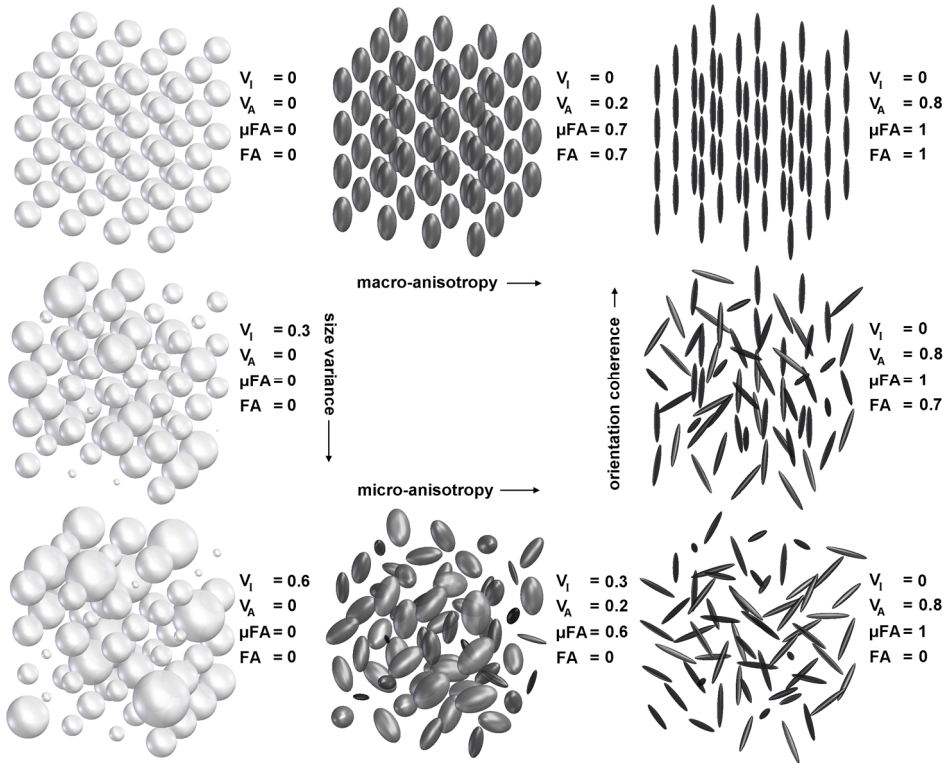 V_I = 0
V_A = 0
μFA = 0
FA = 0
V_I = 0
V_A = 0.2
μFA = 0.7
FA = 0.7
V_I = 0
V_A = 0.8
μFA = 1
FA = 1
macro-anisotropy
size variance
orientation coherence
micro-anisotropy
V_I = 0.3
V_A = 0
μFA = 0
FA = 0
V_I = 0
V_A = 0.8
μFA = 1
FA = 0.7
V_I = 0.6
V_A = 0
μFA = 0
FA = 0
V_I = 0.3
V_A = 0.2
μFA = 0.6
FA = 0
V_I = 0
V_A = 0.8
μFA = 1
FA = 0